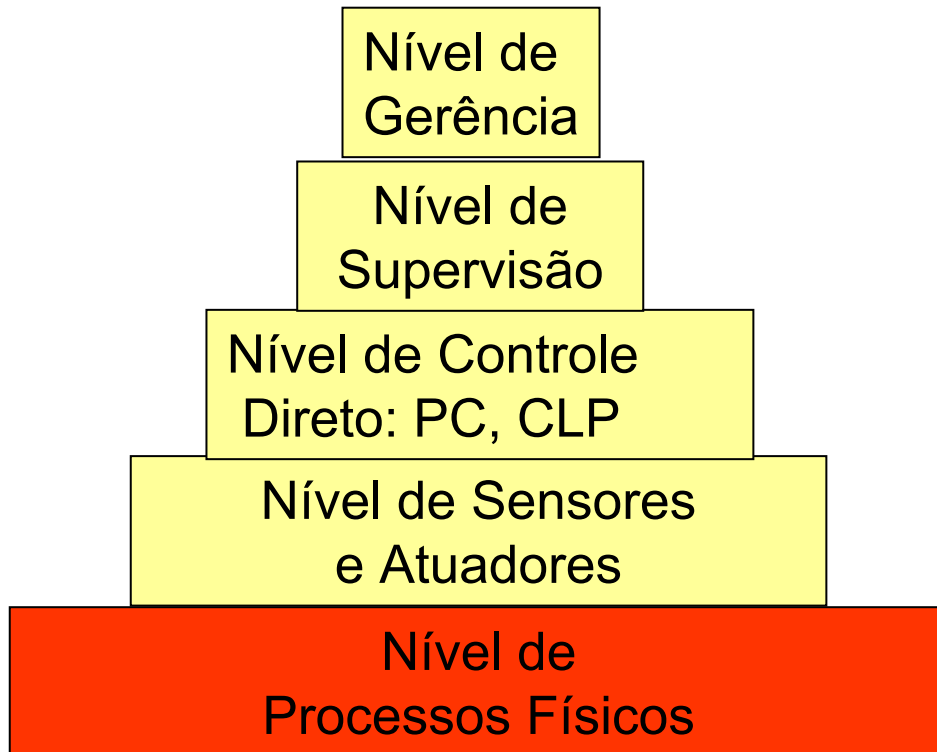 Nível de
Gerência
Nível de
Supervisão
Nível de Controle
Direto: PC, CLP
Nível de Sensores
e Atuadores
Nível de
Processos Físicos